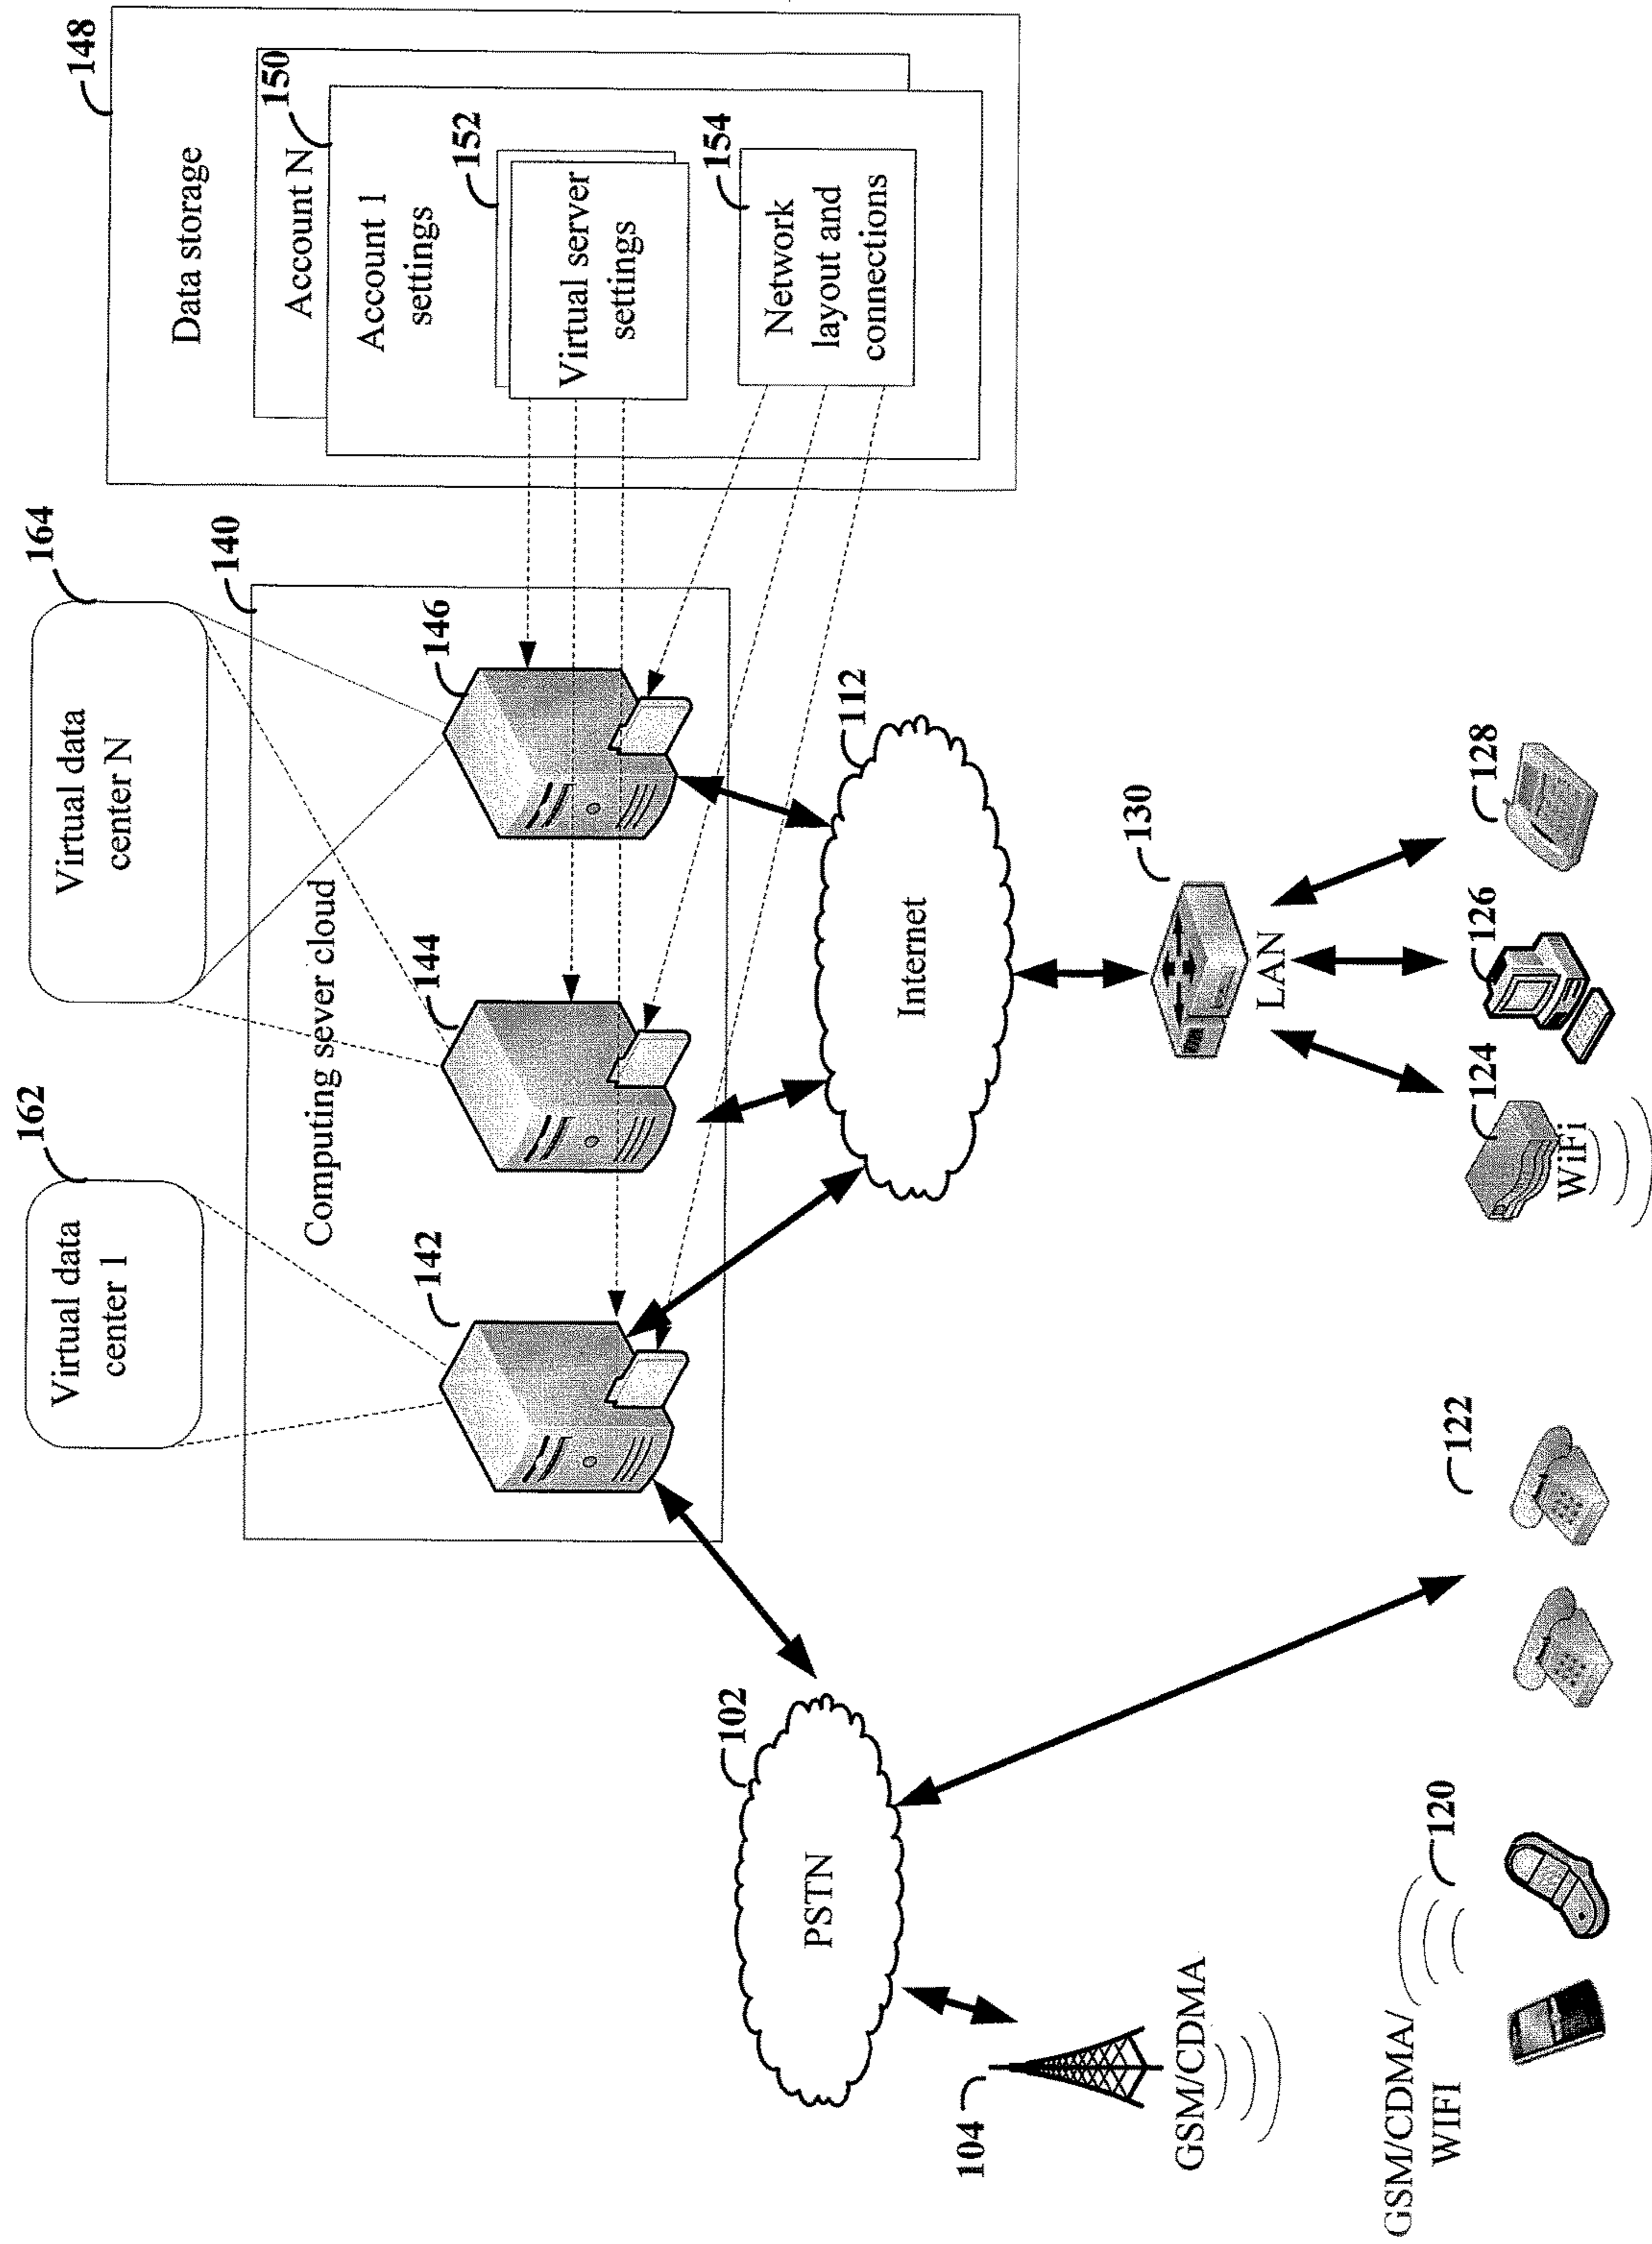 148
Data storage
150
Account N
Account 1
settings
152
Virtual server
settings
154
Network
layout and
connections
164
Virtual data
center N
162
Virtual data
center 1
140
Computing sever cloud
146
144
142
112
Internet
102
PSTN
130
LAN
104
GSM/CDMA
128
126
124
WiFi
122
120
GSM/CDMA/
WIFI